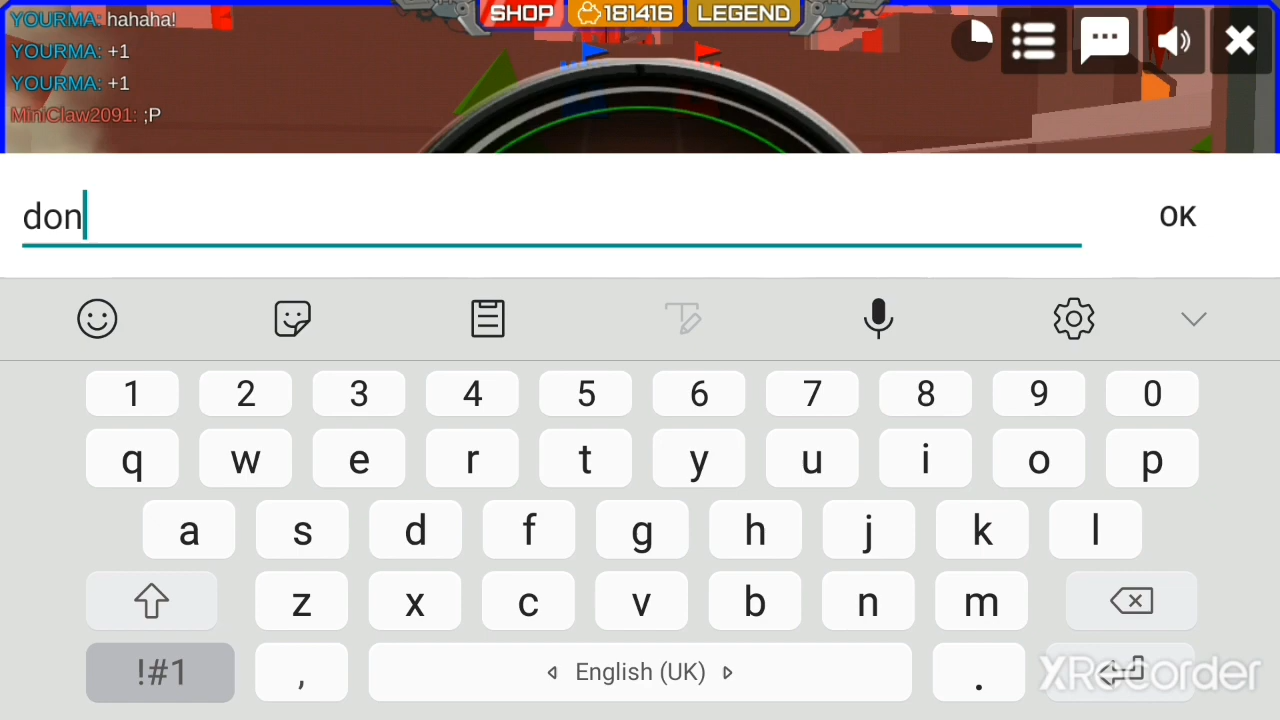 SHOP 181416 LEGEND
YOURMA: hahaha!
YOURMA: +1
YOURMA: +1
MiniClaw2091: ;P
don
OK
1 2 3 4 5 6 7 8 9 0
q w e r t y u i o p
a s d f g h j k l
z x c v b n m
!#1 , English (UK) .
XRecorder